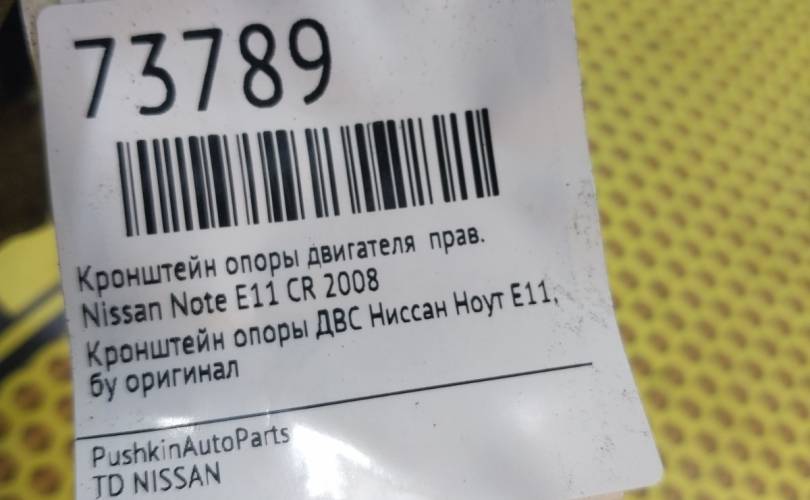 73789
Кронштейн опоры двигателя прав.
Nissan Note E11 CR 2008
Кронштейн опоры ДВС Ниссан Ноут Е11,
бу оригинал
PushkinAutoParts
TD NISSAN